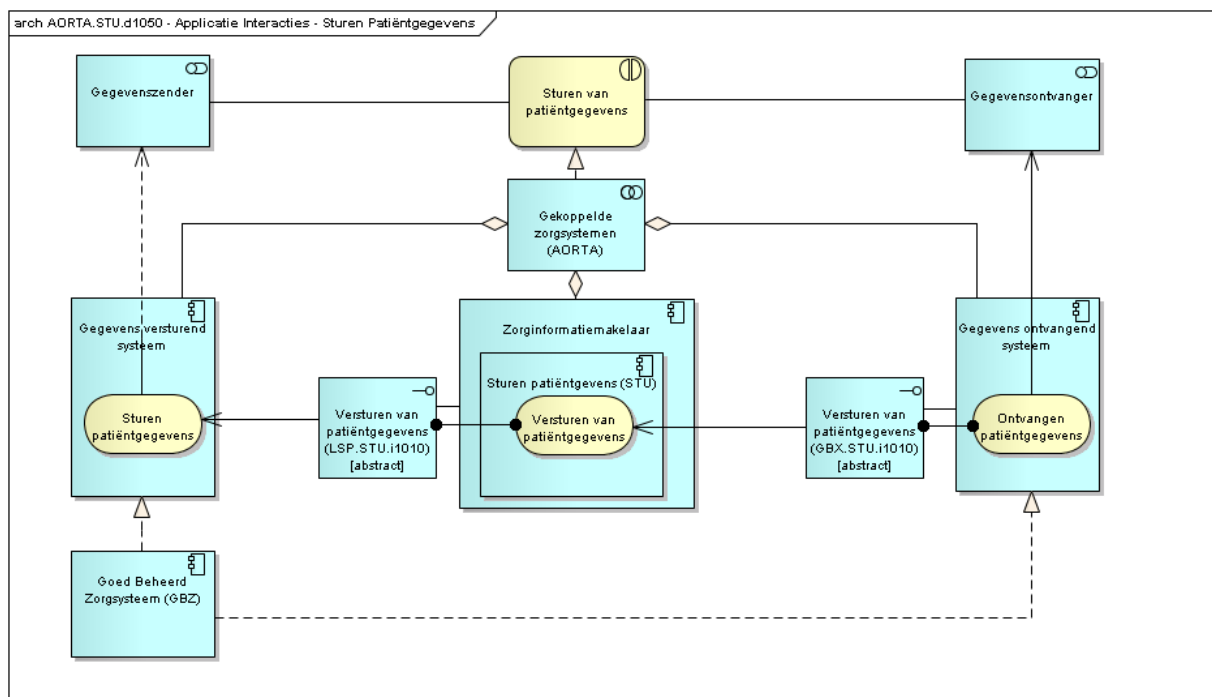 arch AORTA.STU.d1050 - Applicatie Interacties - Sturen Patiëntgegevens
Gegevenszender
Sturen van
patiëntgegevens
Gegevensontvanger
Gekoppelde
zorgsystemen
(AORTA)
Gegevens versturend
systeem
Sturen
patiëntgegevens
Versturen van
patiëntgegevens
(LSP.STU.i1010)
[abstract]
Zorginformatiemakelaar
Sturen patiëntgevens (STU)
Versturen van
patiëntgegevens
Versturen van
patiëntgegevens
(GBX.STU.i1010)
[abstract]
Gegevens ontvangend
systeem
Ontvangen
patiëntgegevens
Goed Beheerd
Zorgsysteem (GBZ)